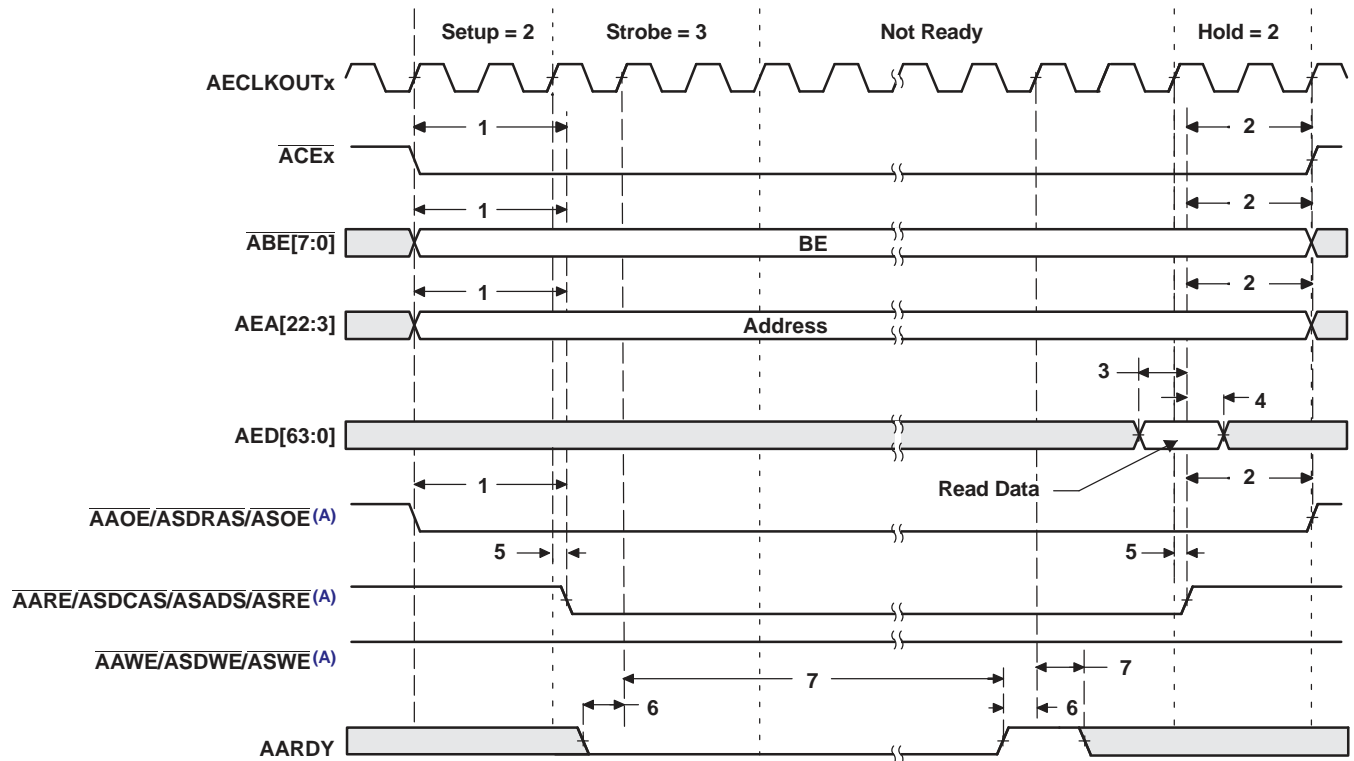 Setup = 2 Strobe = 3 Not Ready Hold = 2
AECLKOUTx
1 2
ACEx
1 2
ABE[7:0] BE
1 2
AEA[22:3] Address
3
4
AED[63:0]
1 Read Data 2
AAOE/ASDRAS/ASOE(A)
5 5
AARE/ASDCAS/ASADS/ASRE(A)
AAWE/ASDWE/ASWE(A)
7 7
6 6
AARDY